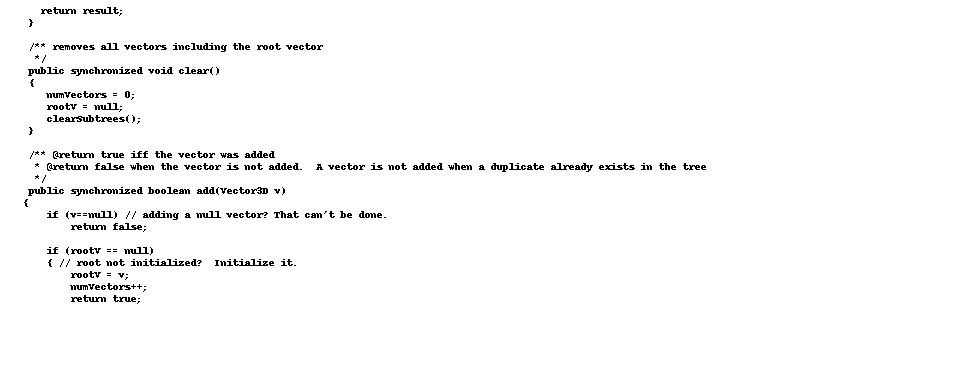 return result;
}
/** removes all vectors including the root vector
*/
public synchronized void clear()
{
numVectors = 0;
rootV = null;
clearSubtrees();
}
/** @return true iff the vector was added
* @return false when the vector is not added.  A vector is not added when a duplicate already exists in the tree
*/
public synchronized boolean add(Vector3D v)
{
if (v==null) // adding a null vector? That can't be done.
return false;
if (rootV == null)
{ // root not initialized?  Initialize it.
rootV = v;
numVectors++;
return true;